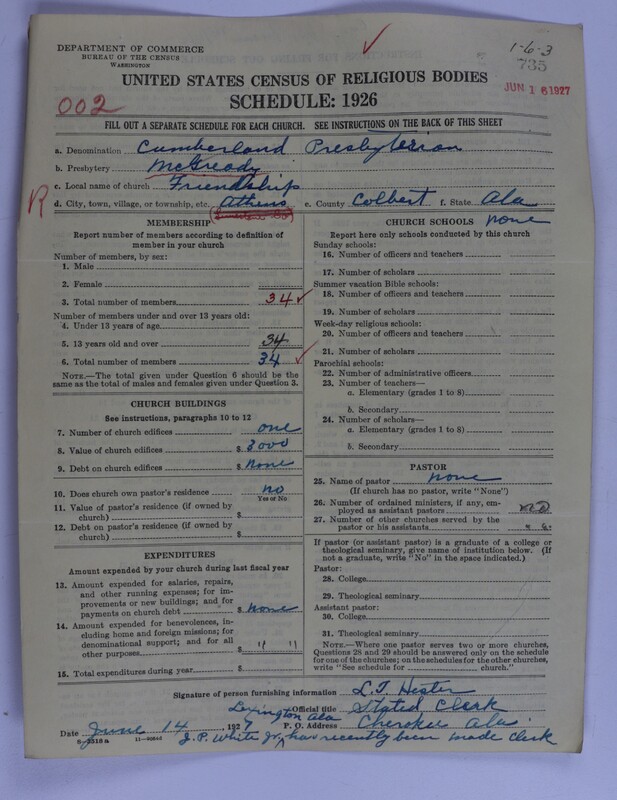 DEPARTMENT OF COMMERCE
BUREAU OF THE CENSUS
WASHINGTON
1-6-3
735
JUN 16 1927
UNITED STATES CENSUS OF RELIGIOUS BODIES
SCHEDULE: 1926
002
FILL OUT A SEPARATE SCHEDULE FOR EACH CHURCH. SEE INSTRUCTIONS ON THE BACK OF THIS SHEET
a. Denomination Cumberland Presbyterian
b. Presbytery McGready
c. Local name of church Friendship
R d. City, town, village, or township, etc. Athens e. County Colbert f. State Ala
MEMBERSHIP
Report number of members according to definition of
member in your church
Number of members, by sex:
1. Male
2. Female
3. Total number of members 34
Number of members under and over 13 years old:
4. Under 13 years of age
5. 13 years old and over 34
6. Total number of members 34
NOTE.—The total given under Question 6 should be
same as the total of males and females given under Question 3.
CHURCH BUILDINGS
See instructions, paragraphs 10 to 12
7. Number of church edifices one
8. Value of church edifices $ 3000
9. Debt on church edifices $ None
10. Does church own pastor's residence no
Yes or No
11. Value of pastor's residence (if owned by
church) $
12. Debt on pastor's residence (if owned by
church) $
EXPENDITURES
Amount expended by your church during last fiscal year
13. Amount expended for salaries, repairs,
and other running expenses; for im-
provements or new buildings; and for
payments on church debt $ None
14. Amount expended for benevolences, in-
cluding home and foreign missions; for
denominational support; and for all
other purposes $ " "
15. Total expenditures during year $
CHURCH SCHOOLS None
Report here only schools conducted by this church
Sunday schools:
16. Number of officers and teachers
17. Number of scholars
Summer vacation Bible schools:
18. Number of officers and teachers
19. Number of scholars
Week-day religious schools:
20. Number of officers and teachers
21. Number of scholars
Parochial schools:
22. Number of administrative officers
23. Number of teachers—
a. Elementary (grades 1 to 8)
b. Secondary
24. Number of scholars—
a. Elementary (grades 1 to 8)
b. Secondary
PASTOR
25. Name of pastor None
(If church has no pastor, write "None")
26. Number of ordained ministers, if any, em-
ployed as assistant pastors no
27. Number of other churches served by the
pastor or his assistants
If pastor (or assistant pastor) is a graduate of a college or
theological seminary, give name of institution below. (If
not a graduate, write "No" in the space indicated.)
Pastor:
28. College
29. Theological seminary
Assistant pastor:
30. College
31. Theological seminary
NOTE.—Where one pastor serves two or more churches,
Questions 28 and 29 should be answered only on the schedule
for one of the churches; on the schedules for the other churches,
write "See schedule for church."
Signature of person furnishing information L.T. Hester
Official title Stated Clerk
Lexington Ala
Date June 14, 1927 P. O. Address Cherokee Ala
J.P. White Jr, has recently been made clerk